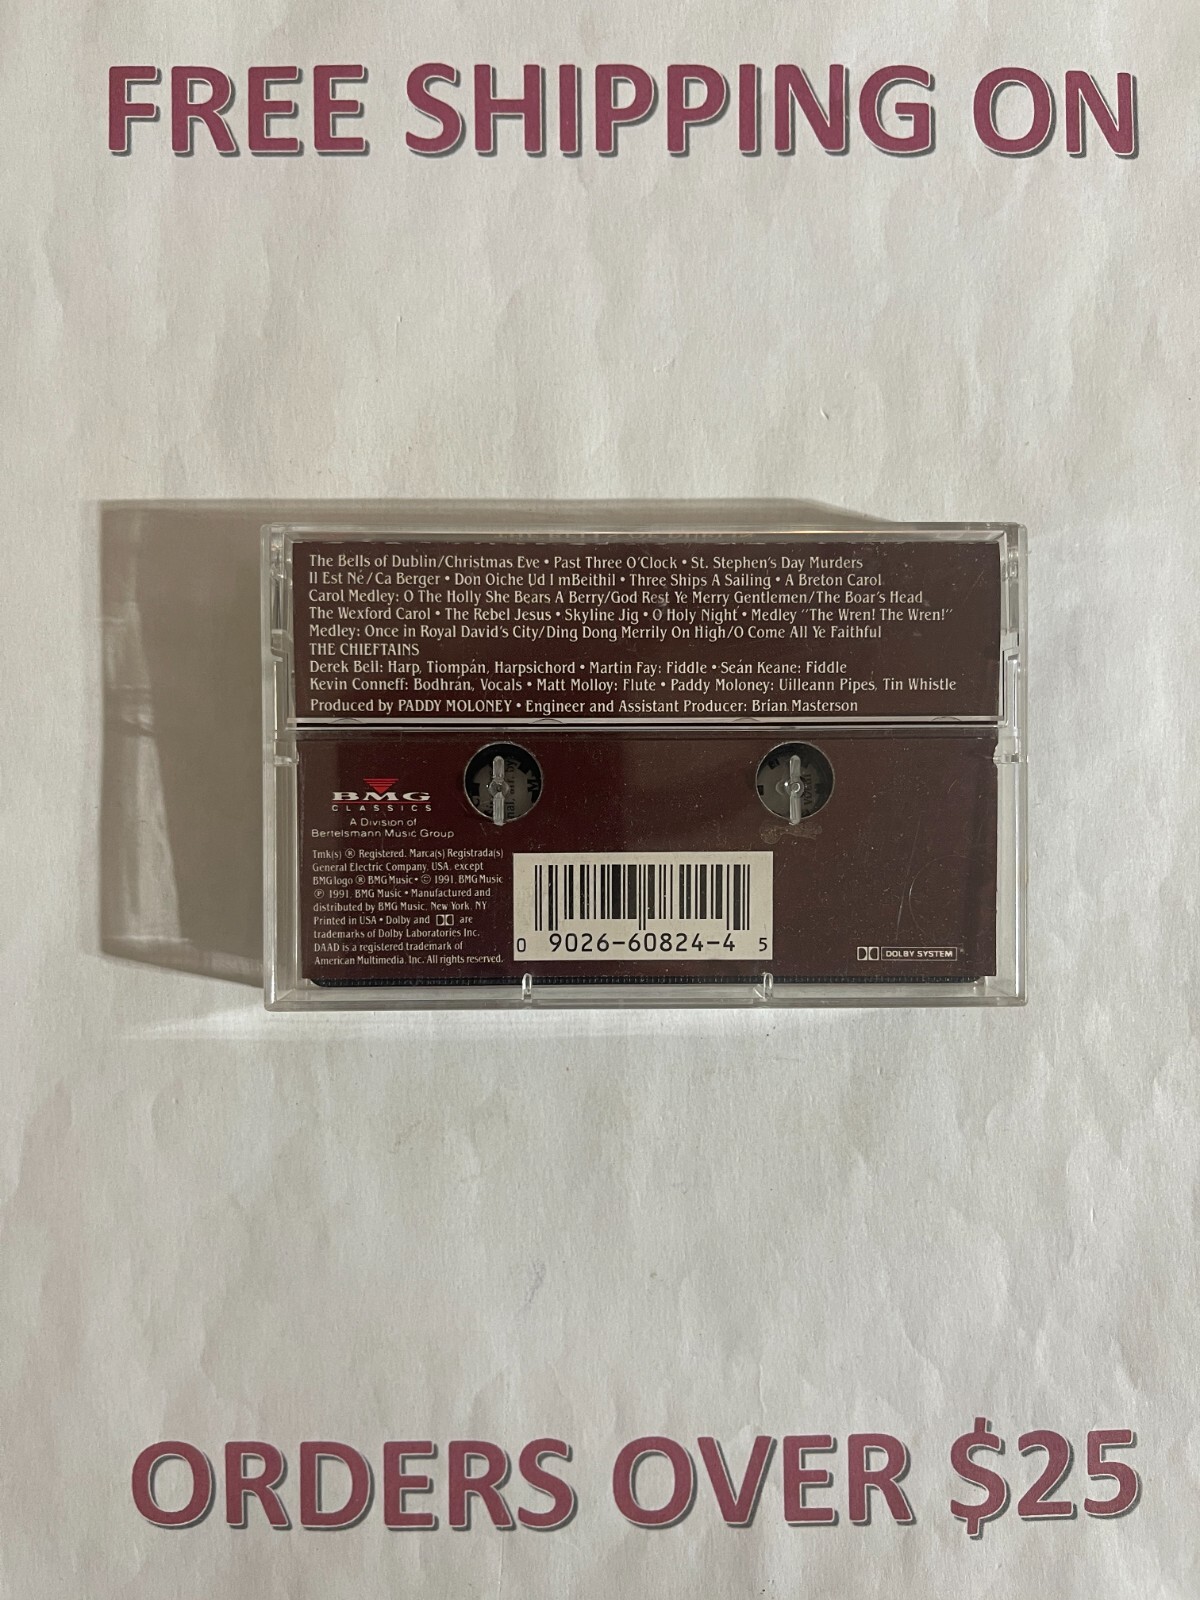 FREE SHIPPING ON
The Bells of Dublin/Christmas Eve • Past Three O'Clock • St. Stephen's Day Murders
Il Est Né/Ca Berger • Don Oiche Ud I mBeithil • Three Ships A Sailing • A Breton Carol
Carol Medley: O The Holly She Bears A Berry/God Rest Ye Merry Gentlemen/The Boar's Head
The Wexford Carol • The Rebel Jesus • Skyline Jig • O Holy Night • Medley "The Wren! The Wren!"
Medley: Once in Royal David's City/Ding Dong Merrily On High/O Come All Ye Faithful
THE CHIEFTAINS
Derek Bell: Harp, Tiompán, Harpsichord • Martin Fay: Fiddle • Seán Keane: Fiddle
Kevin Conneff: Bodhrán, Vocals • Matt Molloy: Flute • Paddy Moloney: Uilleann Pipes, Tin Whistle
Produced by PADDY MOLONEY • Engineer and Assistant Producer: Brian Masterson
BMG
CLASSICS
A Division of
Bertelsmann Music Group
Tmk(s) ® Registered. Marca(s) Registrada(s)
General Electric Company, USA, except
BMG logo ® BMG Music • © 1991, BMG Music
℗ 1991, BMG Music • Manufactured and
distributed by BMG Music, New York, NY
Printed in USA • Dolby and are
trademarks of Dolby Laboratories Inc.
DAAD is a registered trademark of
American Multimedia, Inc. All rights reserved.
0 9026-60824-4 5
DOLBY SYSTEM
ORDERS OVER $25